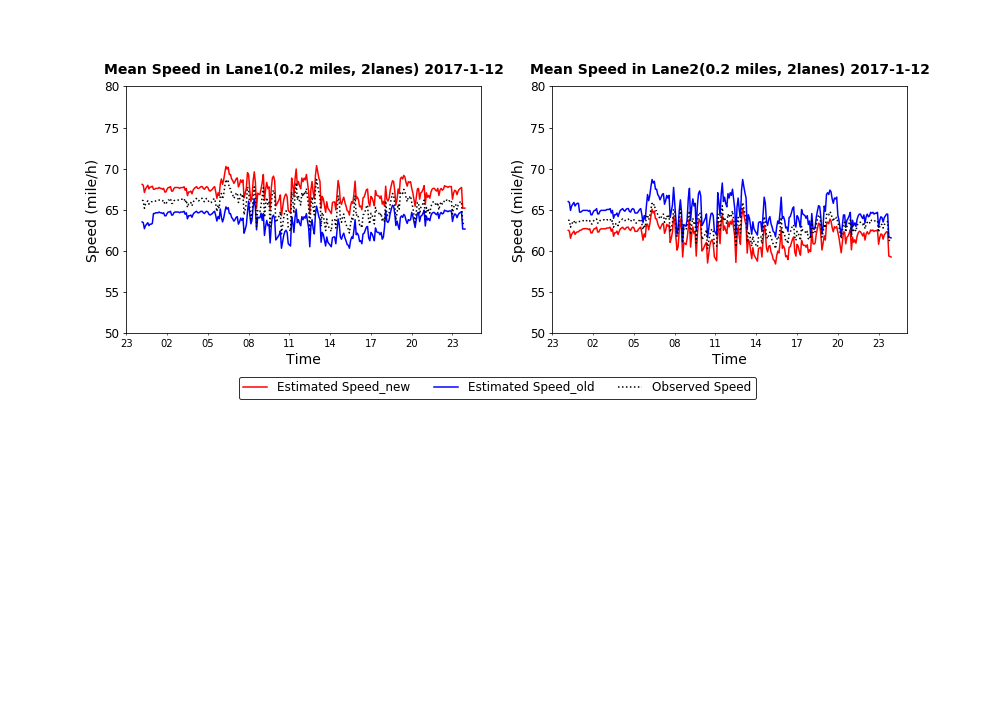 Mean Speed in Lane1(0.2 miles, 2lanes) 2017-1-12
80
75
70
65
60
55
50
Speed (mile/h)
23 02 05 08 11 14 17 20 23
Time
Mean Speed in Lane2(0.2 miles, 2lanes) 2017-1-12
80
75
70
65
60
55
50
Speed (mile/h)
23 02 05 08 11 14 17 20 23
Time
Estimated Speed_new Estimated Speed_old Observed Speed